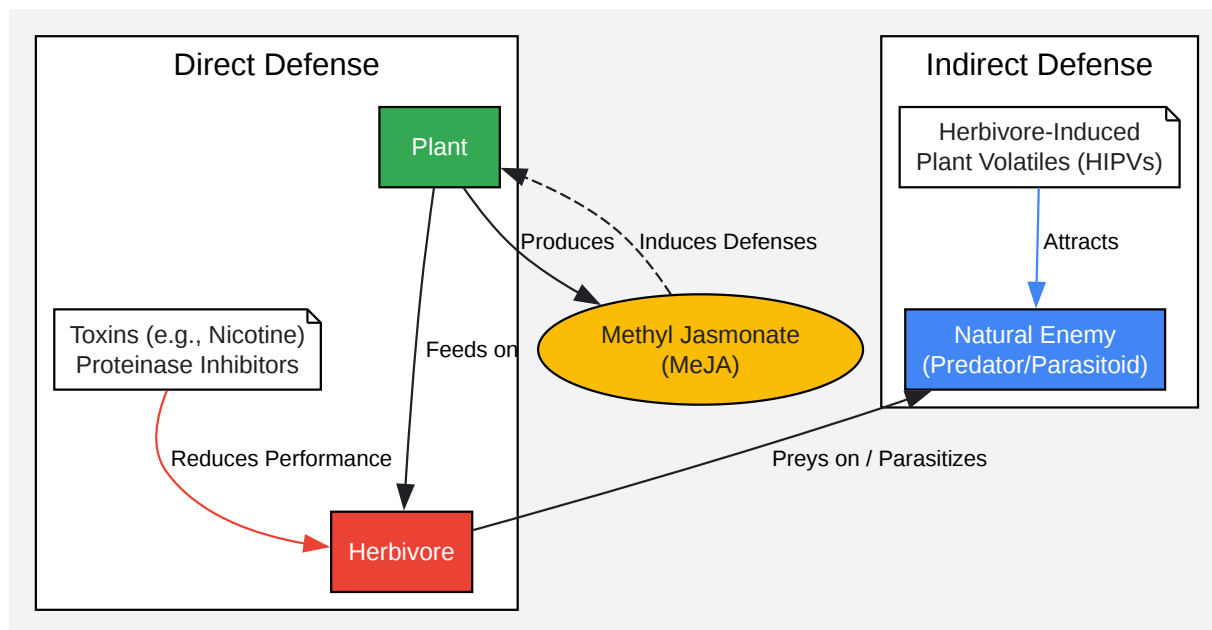 Direct Defense
Indirect Defense
Plant
Herbivore-Induced
Plant Volatiles (HIPVs)
Produces
Induces Defenses
Attracts
Toxins (e.g., Nicotine)
Proteinase Inhibitors
Feeds on
Methyl Jasmonate
(MeJA)
Natural Enemy
(Predator/Parasitoid)
Reduces Performance
Preys on / Parasitizes
Herbivore